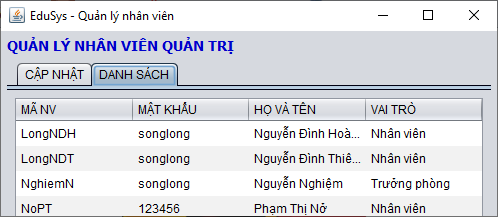 EduSys - Quản lý nhân viên
QUẢN LÝ NHÂN VIÊN QUẢN TRỊ
CẬP NHẬT DANH SÁCH
MÃ NV MẬT KHẨU HỌ VÀ TÊN VAI TRÒ
LongNDH songlong Nguyễn Đình Hoà... Nhân viên
LongNDT songlong Nguyễn Đình Thiê... Nhân viên
NghiemN songlong Nguyễn Nghiệm Trưởng phòng
NoPT 123456 Phạm Thị Nở Nhân viên